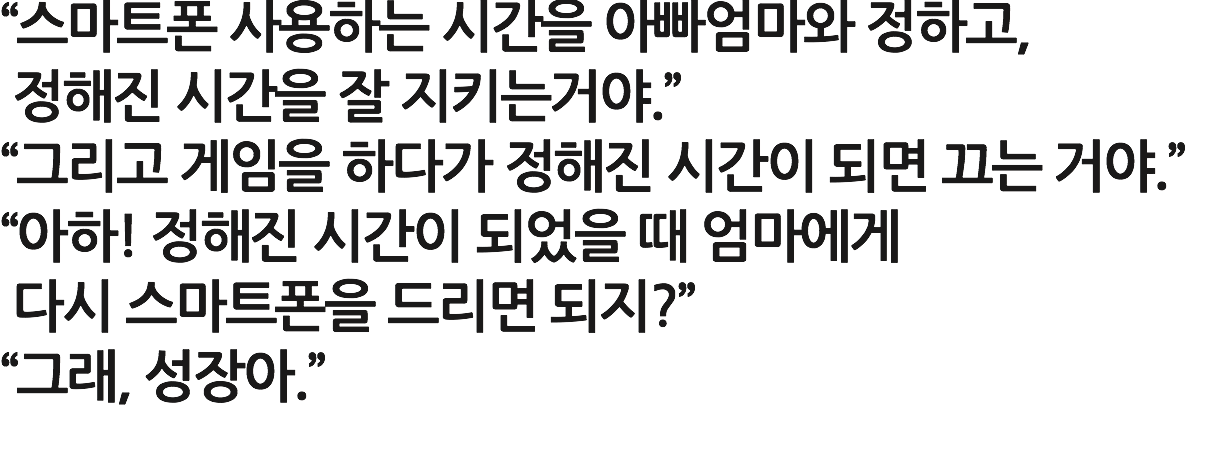 “스마트폰 사용하는 시간을 아빠엄마와 정하고,
정해진 시간을 잘 지키는거야.”
“그리고 게임을 하다가 정해진 시간이 되면 끄는 거야.”
“아하! 정해진 시간이 되었을 때 엄마에게
다시 스마트폰을 드리면 되지?”
“그래, 성장아.”